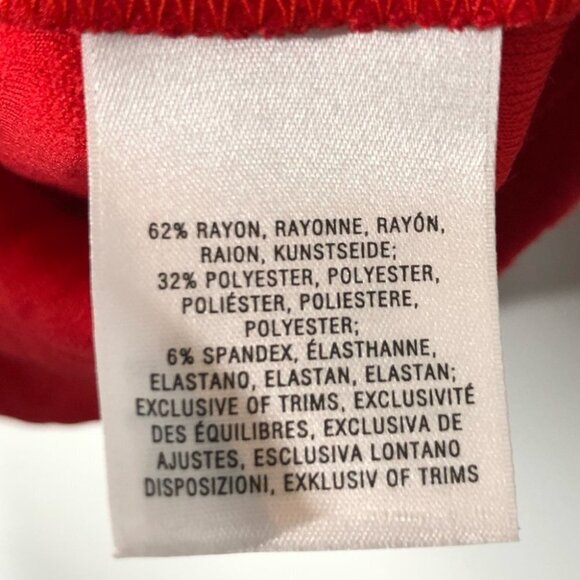 62% RAYON, RAYONNE, RAYÓN,
RAION, KUNSTSEIDE;
32% POLYESTER, POLYESTER,
POLIÉSTER, POLIESTERE,
POLYESTER;
6% SPANDEX, ÉLASTHANNE,
ELASTANO, ELASTAN, ELASTAN;
EXCLUSIVE OF TRIMS, EXCLUSIVITÉ
DES ÉQUILIBRES, EXCLUSIVA DE
AJUSTES, ESCLUSIVA LONTANO
DISPOSIZIONI, EXKLUSIV OF TRIMS